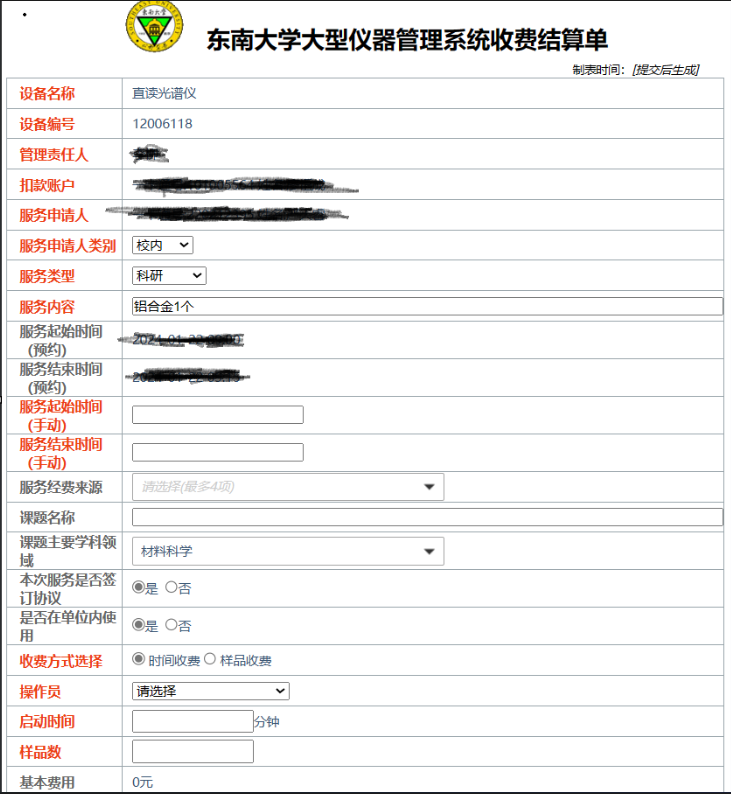 东南大学大型仪器管理系统收费结算单
制表时间：[提交后生成]
设备名称 直读光谱仪
设备编号 12006118
管理责任人
扣款账户
服务申请人
服务申请人类别 校内
服务类型 科研
服务内容 铝合金1个
服务起始时间
(预约)
服务结束时间
(预约)
服务起始时间
(手动)
服务结束时间
(手动)
服务经费来源 请选择(最多4项)
课题名称
课题主要学科领
域 材料科学
本次服务是否签
订协议 是 否
是否在单位内使
用 是 否
收费方式选择 时间收费 样品收费
操作员 请选择
启动时间 分钟
样品数
基本费用 0元